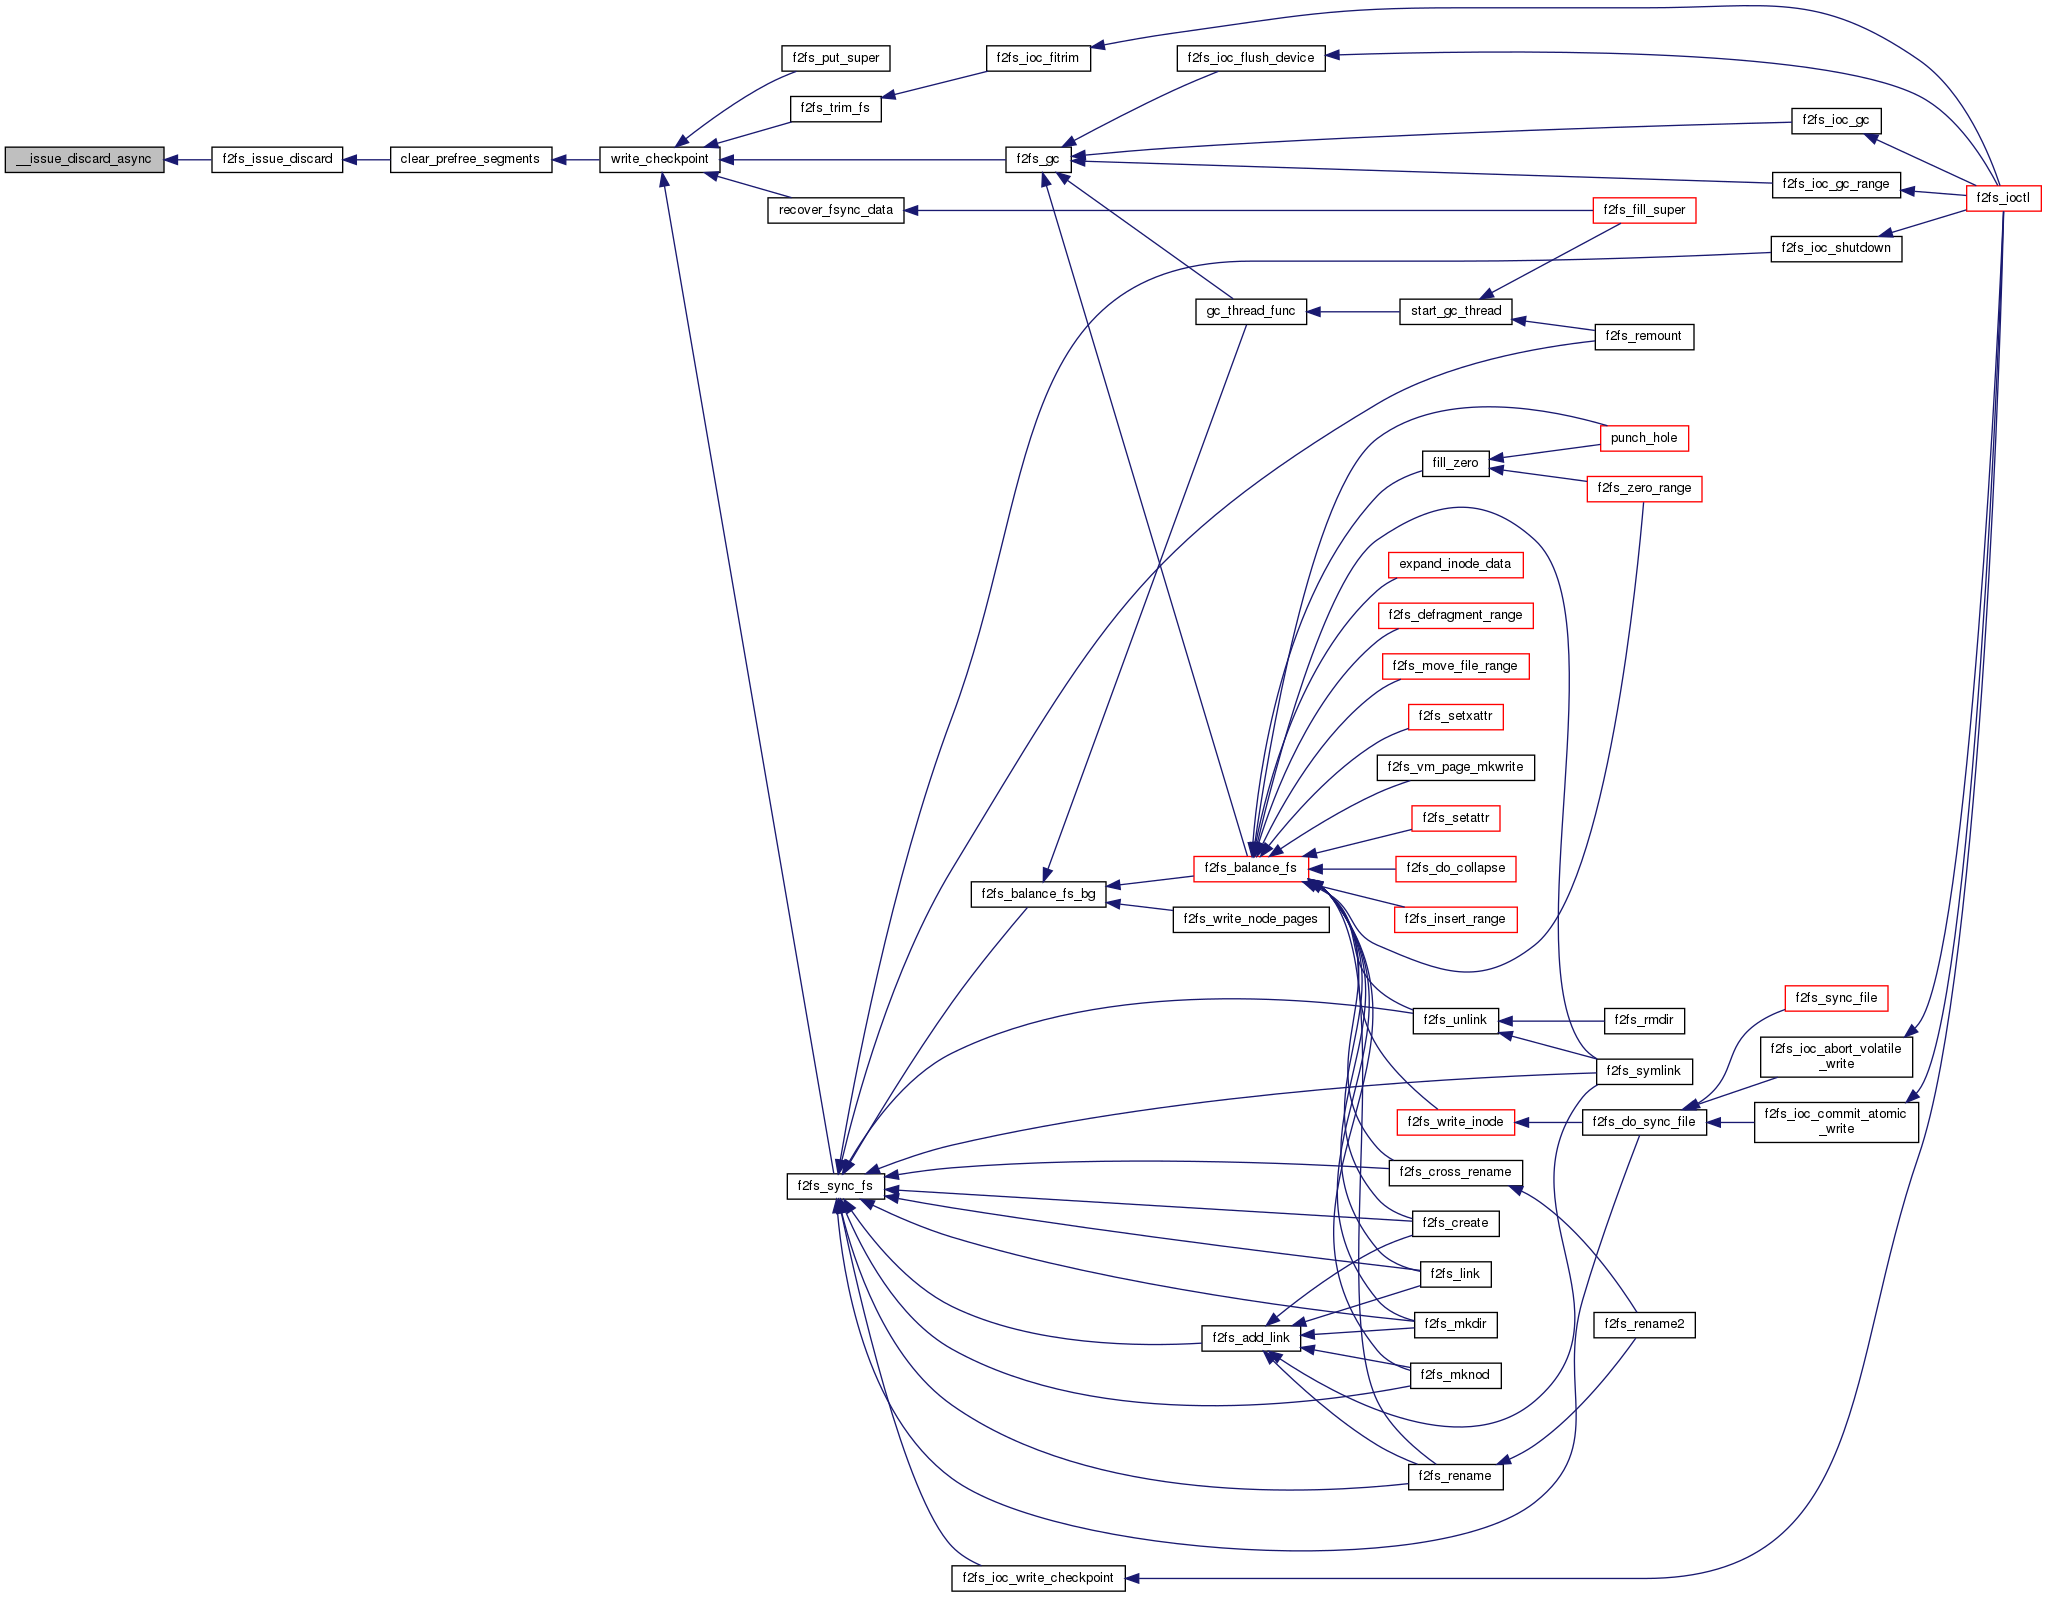 __issue_discard_async
f2fs_issue_discard
clear_prefree_segments
write_checkpoint
f2fs_put_super
f2fs_trim_fs
recover_fsync_data
f2fs_ioc_fitrim
f2fs_gc
f2fs_ioc_flush_device
f2fs_ioc_gc
f2fs_ioc_gc_range
f2fs_ioctl
f2fs_fill_super
f2fs_ioc_shutdown
gc_thread_func
start_gc_thread
f2fs_remount
punch_hole
fill_zero
f2fs_zero_range
expand_inode_data
f2fs_defragment_range
f2fs_move_file_range
f2fs_setxattr
f2fs_vm_page_mkwrite
f2fs_setattr
f2fs_balance_fs
f2fs_do_collapse
f2fs_balance_fs_bg
f2fs_insert_range
f2fs_write_node_pages
f2fs_sync_file
f2fs_unlink
f2fs_rmdir
f2fs_ioc_abort_volatile
_write
f2fs_symlink
f2fs_write_inode
f2fs_do_sync_file
f2fs_ioc_commit_atomic
_write
f2fs_cross_rename
f2fs_sync_fs
f2fs_create
f2fs_link
f2fs_mkdir
f2fs_rename2
f2fs_add_link
f2fs_mknod
f2fs_rename
f2fs_ioc_write_checkpoint